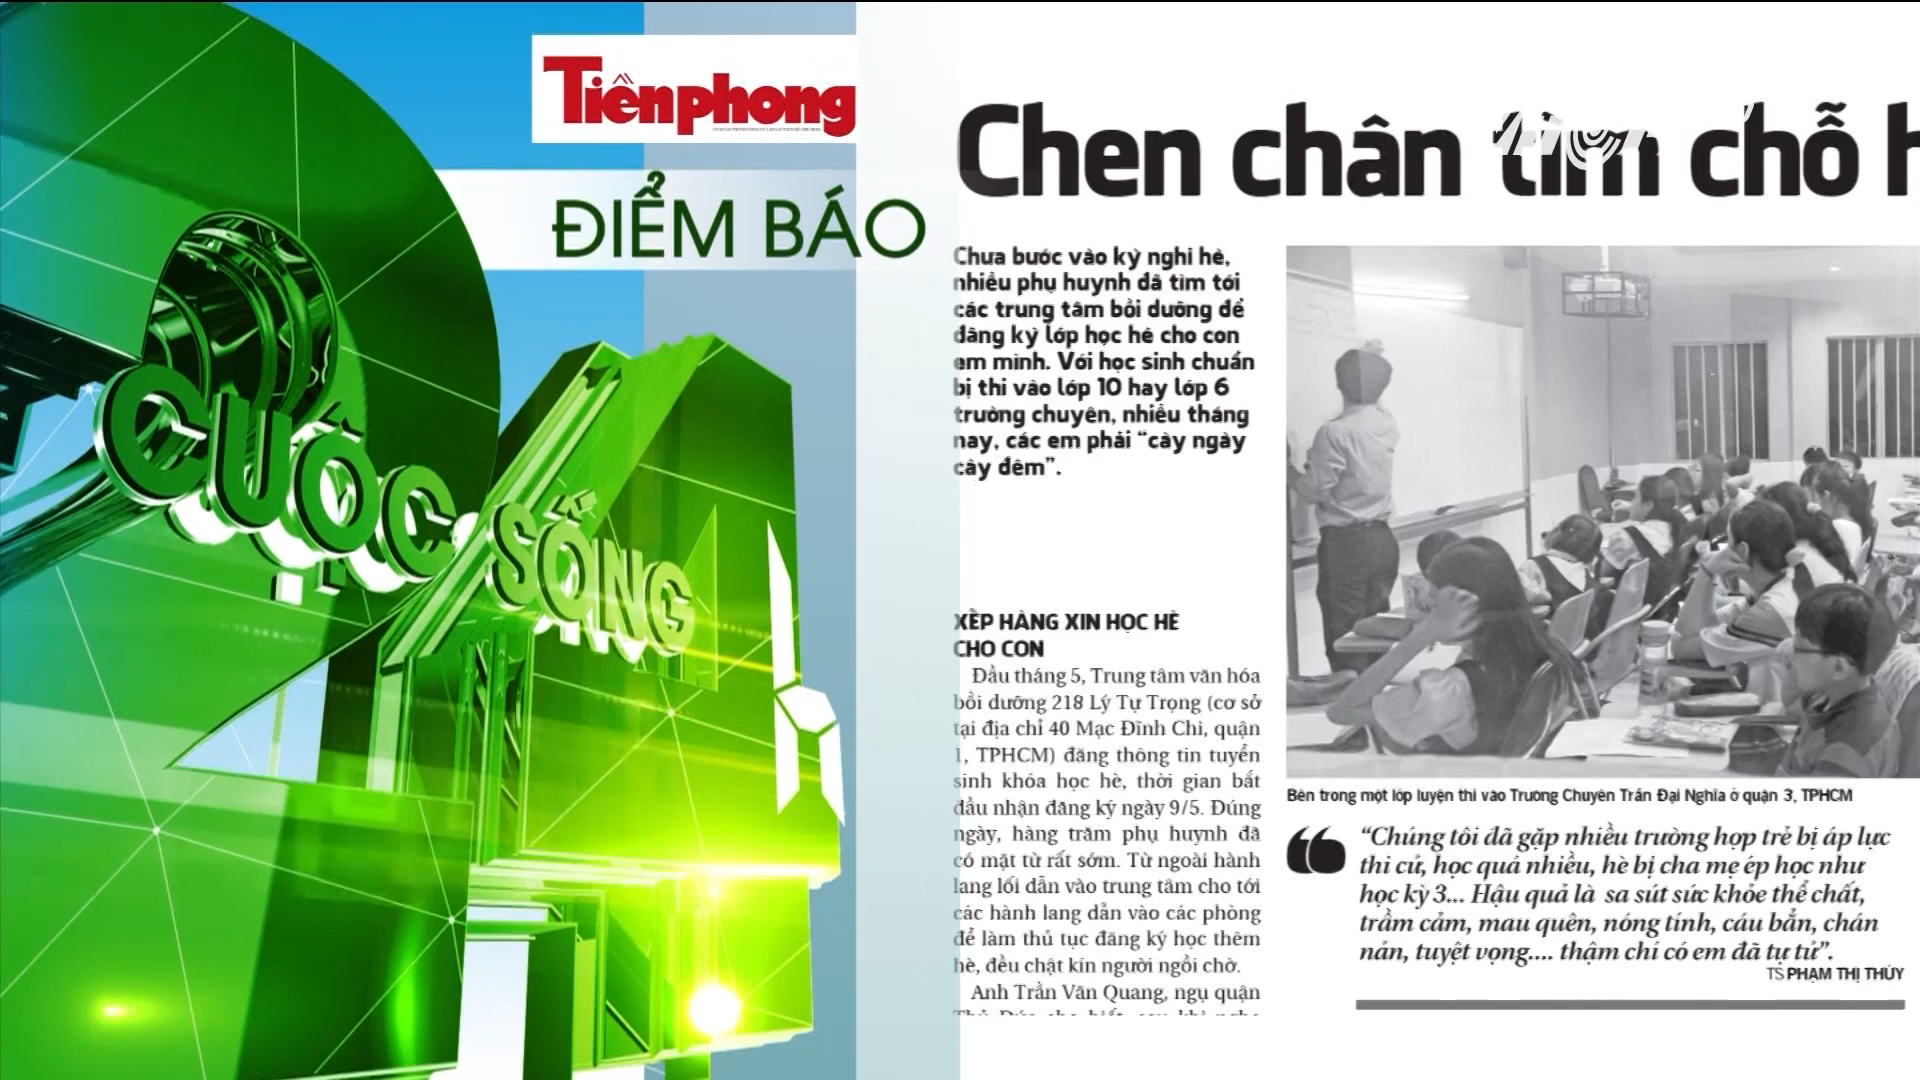 Tiềnphong
ĐIỂM BÁO
CUỘC SỐNG
24h
Chen chân tìm chỗ h
Chưa bước vào kỳ nghỉ hè,
nhiều phụ huynh đã tìm tới
các trung tâm bồi dưỡng để
đăng ký lớp học hè cho con
em mình. Với học sinh chuẩn
bị thi vào lớp 10 hay lớp 6
trường chuyên, nhiều tháng
nay, các em phải “cày ngày
cày đêm”.
XẾP HÀNG XIN HỌC HÈ
CHO CON
Đầu tháng 5, Trung tâm văn hóa
bồi dưỡng 218 Lý Tự Trọng (cơ sở
tại địa chỉ 40 Mạc Đĩnh Chi, quận
1, TPHCM) đăng thông tin tuyển
sinh khóa học hè, thời gian bắt
đầu nhận đăng ký ngày 9/5. Đúng
ngày, hàng trăm phụ huynh đã
có mặt từ rất sớm. Từ ngoài hành
lang lối dẫn vào trung tâm cho tới
các hành lang dẫn vào các phòng
để làm thủ tục đăng ký học thêm
hè, đều chật kín người ngồi chờ.
Anh Trần Văn Quang, ngụ quận
Bên trong một lớp luyện thi vào Trường Chuyên Trần Đại Nghĩa ở quận 3, TPHCM
“Chúng tôi đã gặp nhiều trường hợp trẻ bị áp lực
thi cử, học quá nhiều, hè bị cha mẹ ép học như
học kỳ 3... Hậu quả là sa sút sức khỏe thể chất,
trầm cảm, mau quên, nóng tính, cáu bẳn, chán
nản, tuyệt vọng.... thậm chí có em đã tự tử”.
TS PHẠM THỊ THÚY